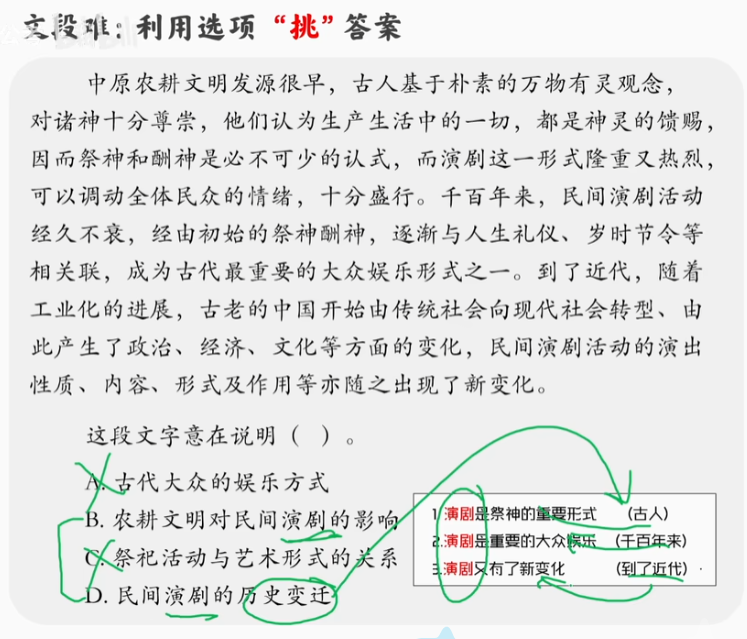 文段难：利用选项“挑”答案
中原农耕文明发源很早，古人基于朴素的万物有灵观念，
对诸神十分尊崇，他们认为生产生活中的一切，都是神灵的馈赐，
因而祭神和酬神是必不可少的认式，而演剧这一形式隆重又热烈，
可以调动全体民众的情绪，十分盛行。千百年来，民间演剧活动
经久不衰，经由初始的祭神酬神，逐渐与人生礼仪、岁时节令等
相关联，成为古代最重要的大众娱乐形式之一。到了近代，随着
工业化的进展，古老的中国开始由传统社会向现代社会转型、由
此产生了政治、经济、文化等方面的变化，民间演剧活动的演出
性质、内容、形式及作用等亦随之出现了新变化。
这段文字意在说明（ ）。
A. 古代大众的娱乐方式
B. 农耕文明对民间演剧的影响
C. 祭祀活动与艺术形式的关系
D. 民间演剧的历史变迁
1.演剧是祭神的重要形式 （古人）
2.演剧是重要的大众娱乐 （千百年来）
3.演剧又有了新变化 （到了近代）.